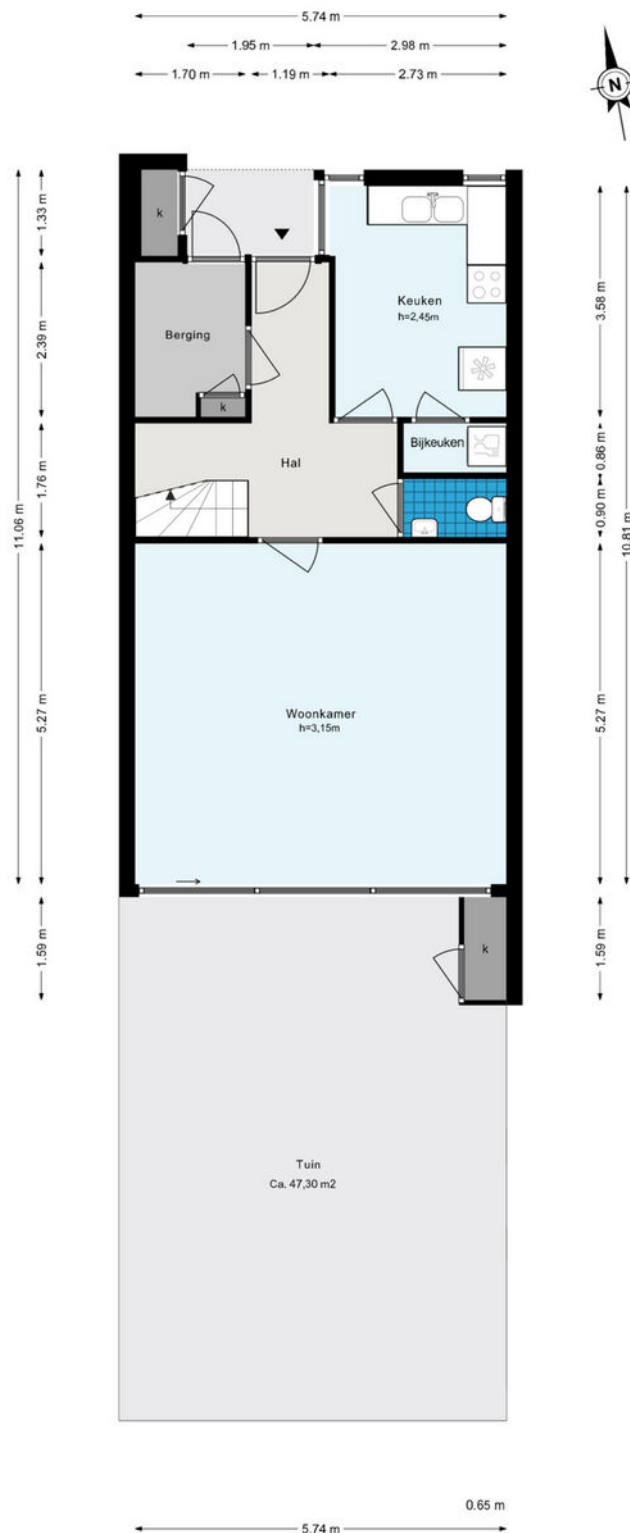 5.74 m
1.95 m
2.98 m
1.70 m
1.19 m
2.73 m
N
k
1.33 m
Keuken
h=2,45m
3.58 m
Berging
2.39 m
k
Bijkeuken
0.86 m
Hal
1.76 m
0.90 m
11.06 m
10.81 m
Woonkamer
h=3,15m
5.27 m
5.27 m
k
1.59 m
1.59 m
Tuin
Ca. 47,30 m2
0.65 m
5.74 m